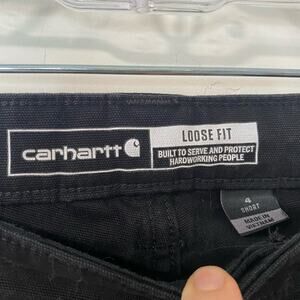 carhartt
LOOSE FIT
BUILT TO SERVE AND PROTECT
HARDWORKING PEOPLE
4
SHORT
MADE IN
VIETNAM